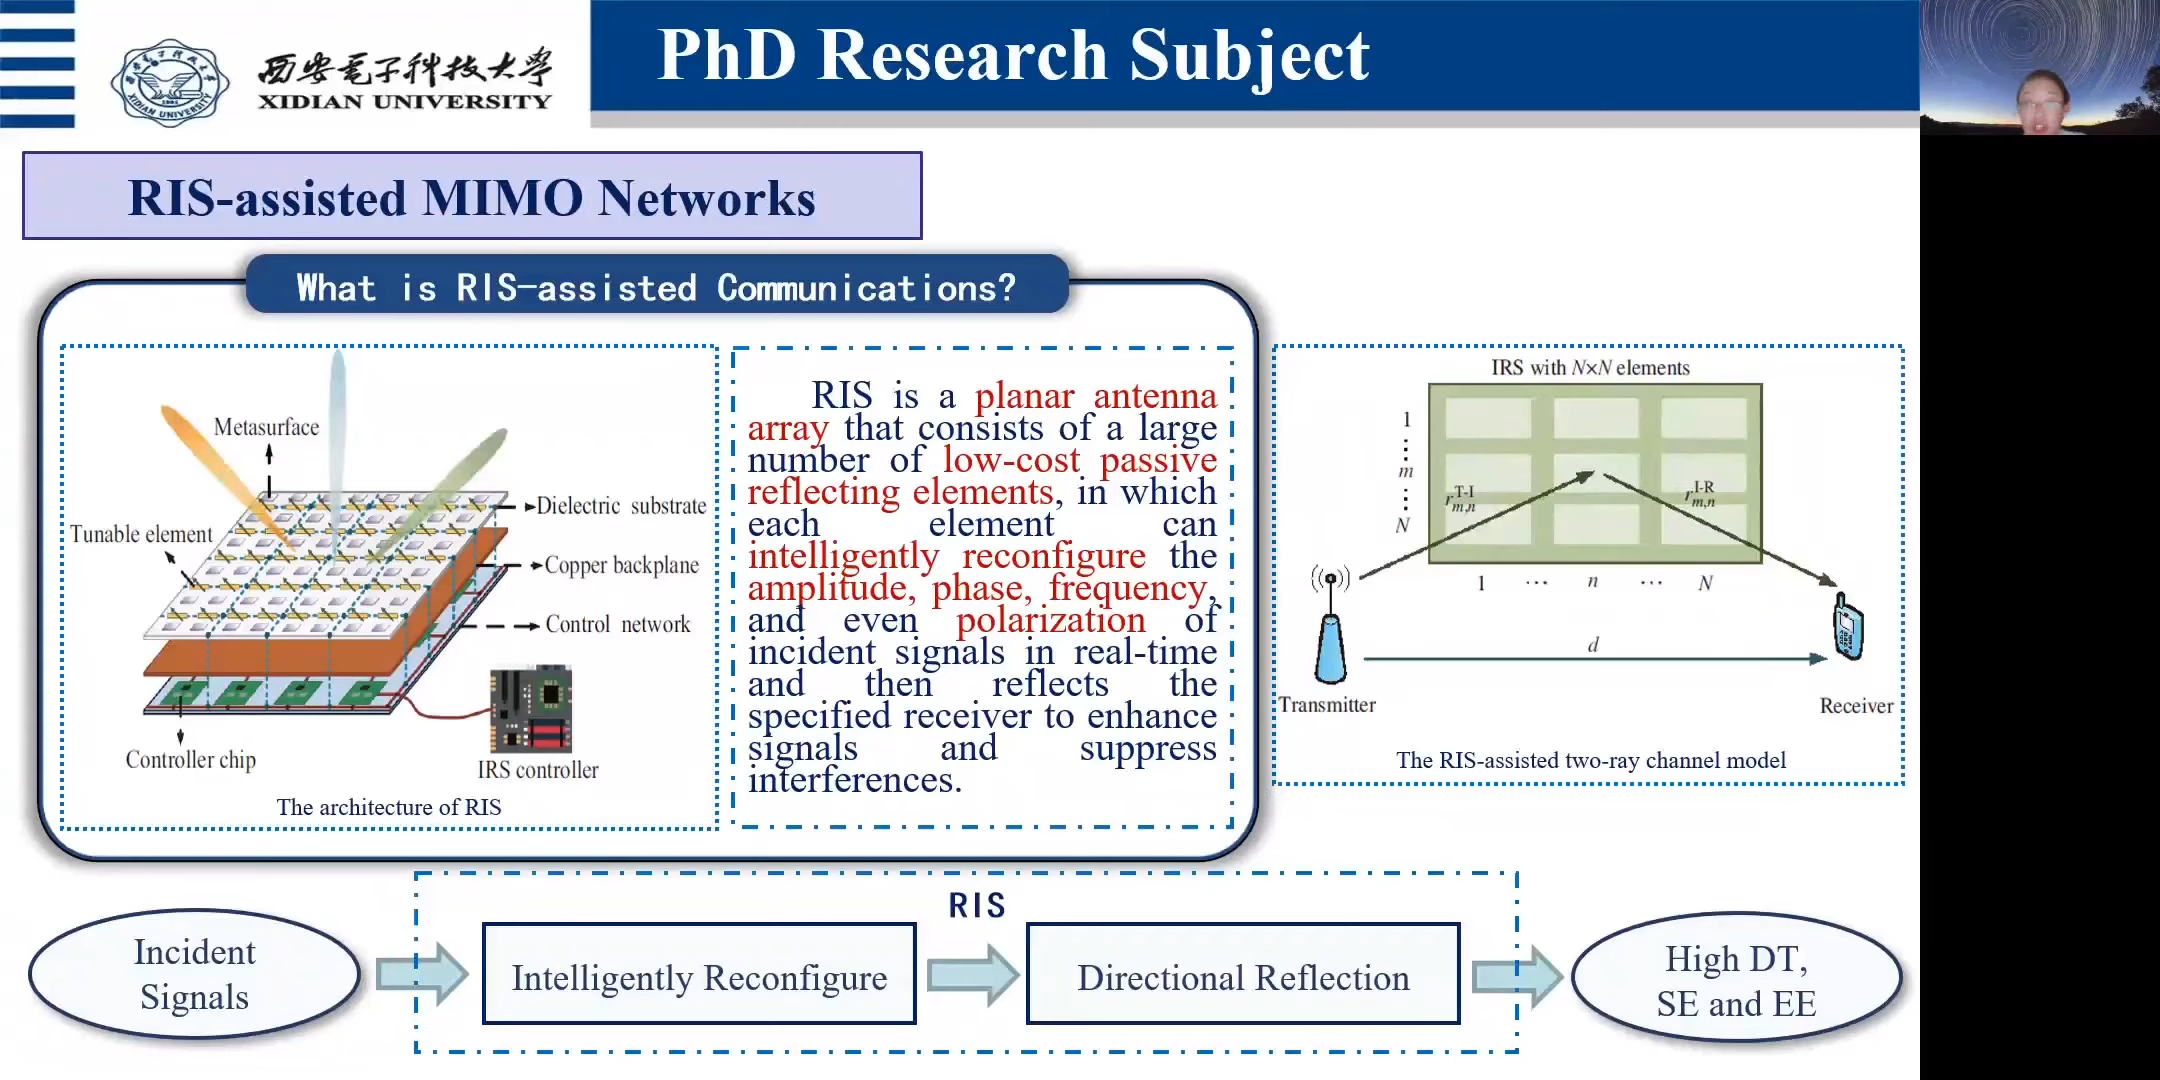 西安电子科技大学
XIDIAN UNIVERSITY
PhD Research Subject
RIS-assisted MIMO Networks
What is RIS-assisted Communications?
Metasurface
Tunable element
Dielectric substrate
Copper backplane
Control network
Controller chip
IRS controller
The architecture of RIS
RIS is a planar antenna
array that consists of a large
number of low-cost passive
reflecting elements, in which
each element can
intelligently reconfigure the
amplitude, phase, frequency,
and even polarization of
incident signals in real-time
and then reflects the
specified receiver to enhance
signals and suppress
interferences.
IRS with N×N elements
1
⋮
m
⋮
N
r_{m,n}^{T-I}
r_{m,n}^{I-R}
1 ⋯ n ⋯ N
d
Transmitter
Receiver
The RIS-assisted two-ray channel model
RIS
Incident
Signals
Intelligently Reconfigure
Directional Reflection
High DT,
SE and EE